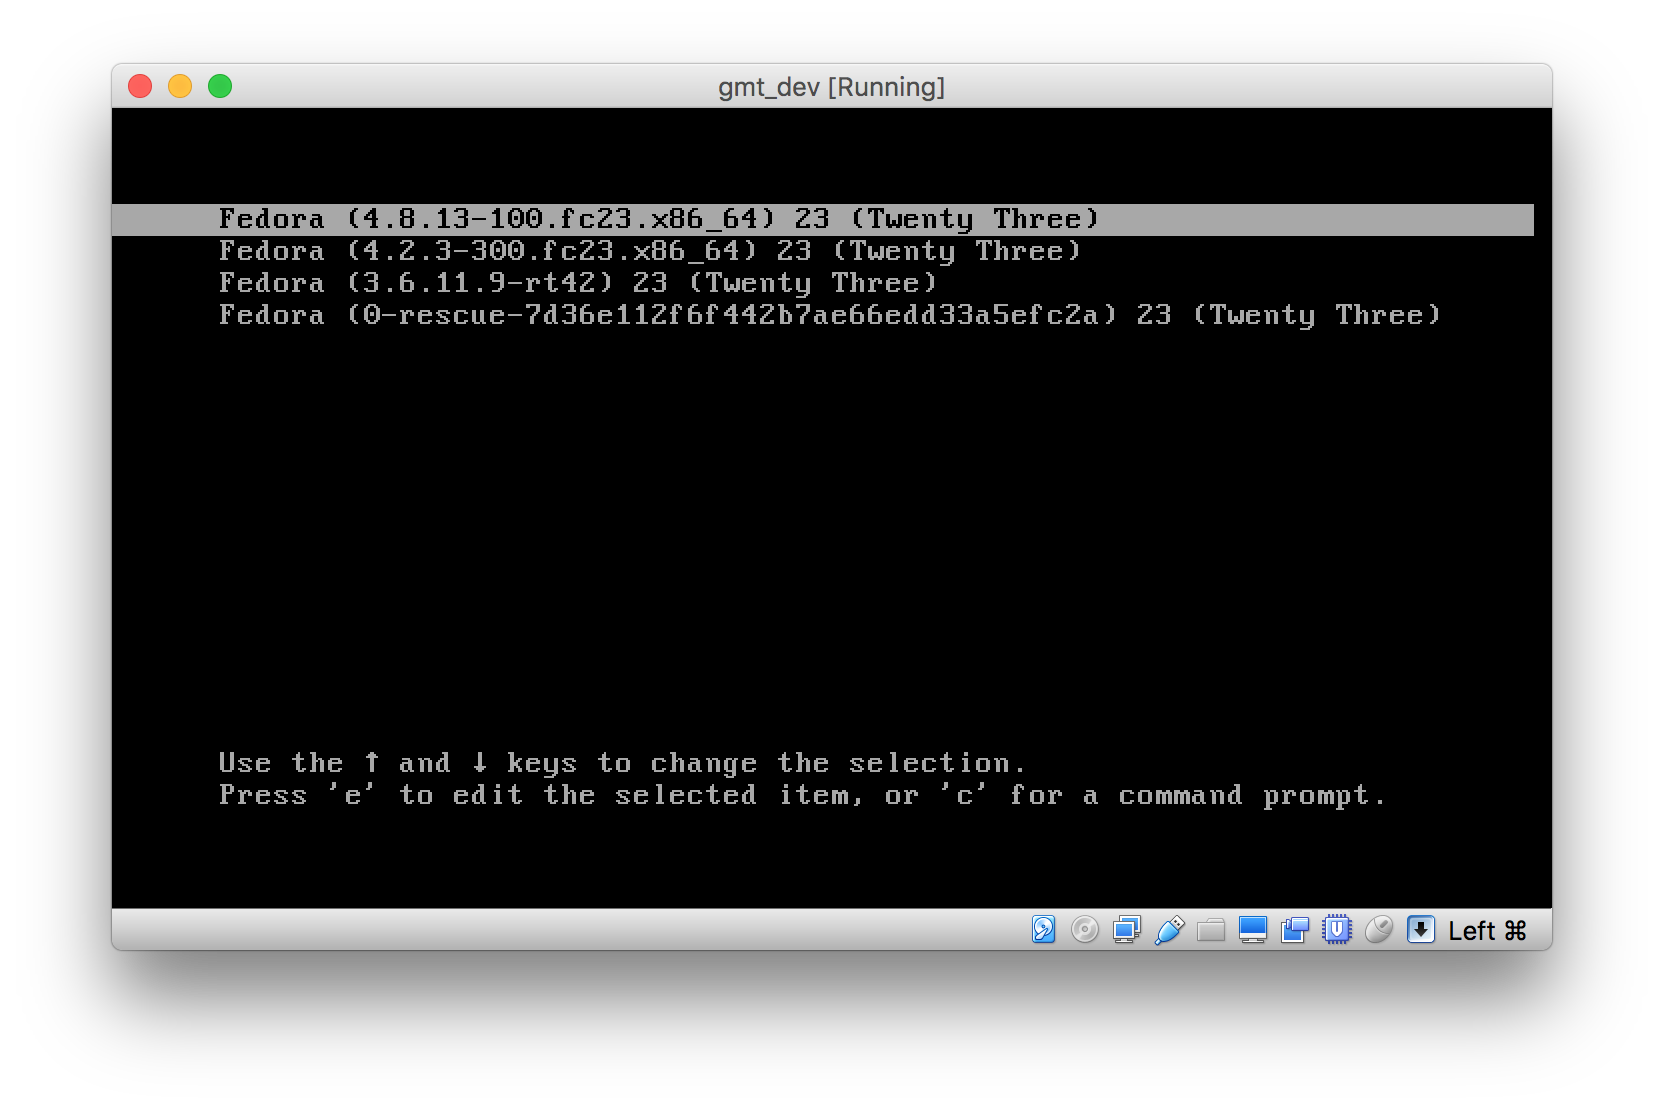 gmt_dev [Running]
Fedora (4.8.13-100.fc23.x86_64) 23 (Twenty Three)
Fedora (4.2.3-300.fc23.x86_64) 23 (Twenty Three)
Fedora (3.6.11.9-rt42) 23 (Twenty Three)
Fedora (0-rescue-7d36e112f6f442b7ae66edd33a5efc2a) 23 (Twenty Three)
Use the ↑ and ↓ keys to change the selection.
Press 'e' to edit the selected item, or 'c' for a command prompt.
Left ⌘